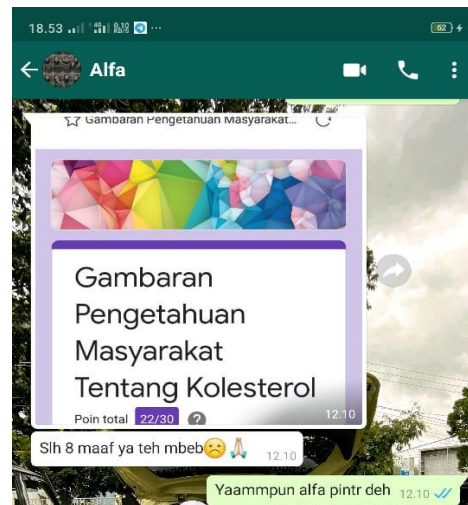 18.53
62
Alfa
Gambaran Pengetahuan Masyarakat...
Gambaran
Pengetahuan
Masyarakat
Tentang Kolesterol
Poin total 22/30
12.10
Slh 8 maaf ya teh mbeb☹️🙏🏻 12.10
Yaammpun alfa pintr deh 12.10